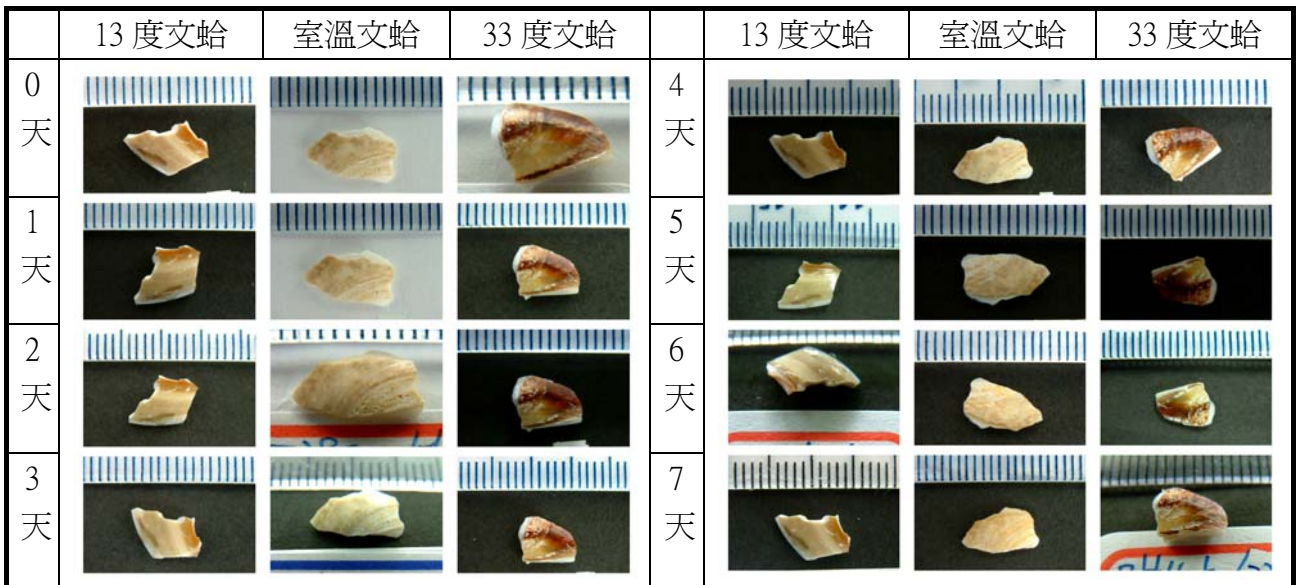 13 度文蛤 室溫文蛤 33 度文蛤 13 度文蛤 室溫文蛤 33 度文蛤
0 天 4 天
1 天 5 天
2 天 6 天
3 天 7 天